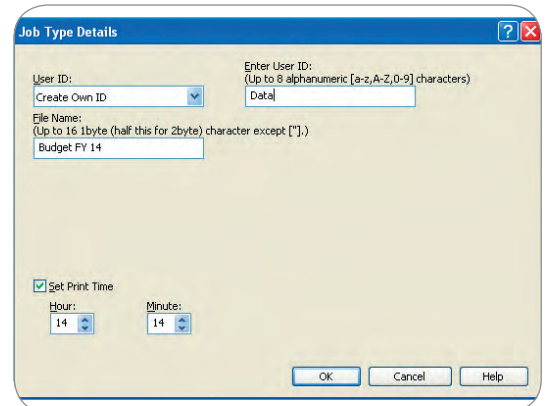 Job Type Details
User ID:
Create Own ID
Enter User ID:
(Up to 8 alphanumeric [a-z,A-Z,0-9] characters)
Data
File Name:
(Up to 16 1byte (half this for 2byte) character except ["].)
Budget FY 14
Set Print Time
Hour:
14
Minute:
14
OK
Cancel
Help